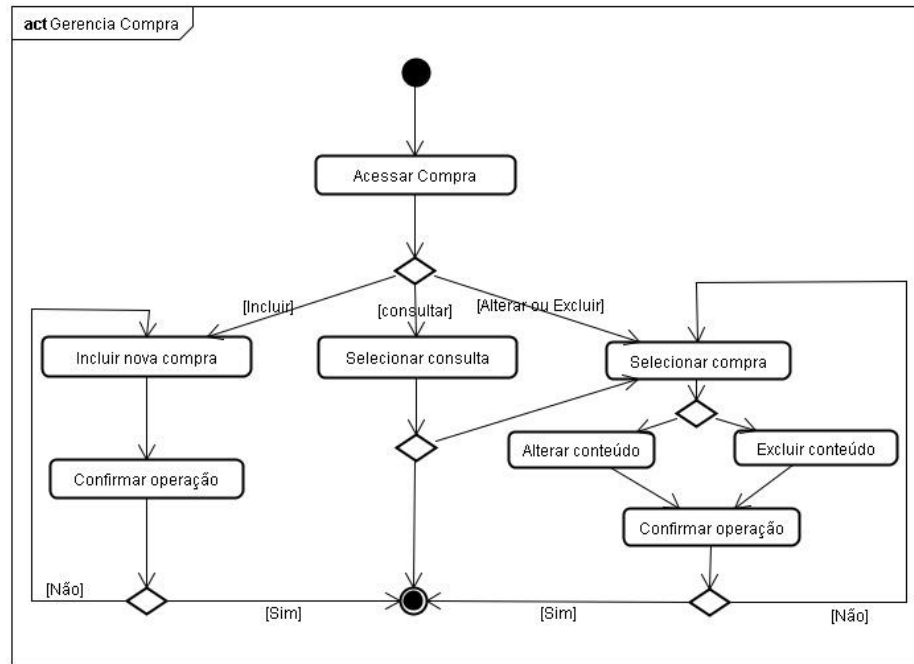 act Gerencia Compra
Acessar Compra
[Incluir]
[consultar]
[Alterar ou Excluir]
Incluir nova compra
Selecionar consulta
Selecionar compra
Alterar conteúdo
Excluir conteúdo
Confirmar operação
Confirmar operação
[Não]
[Sim]
[Sim]
[Não]